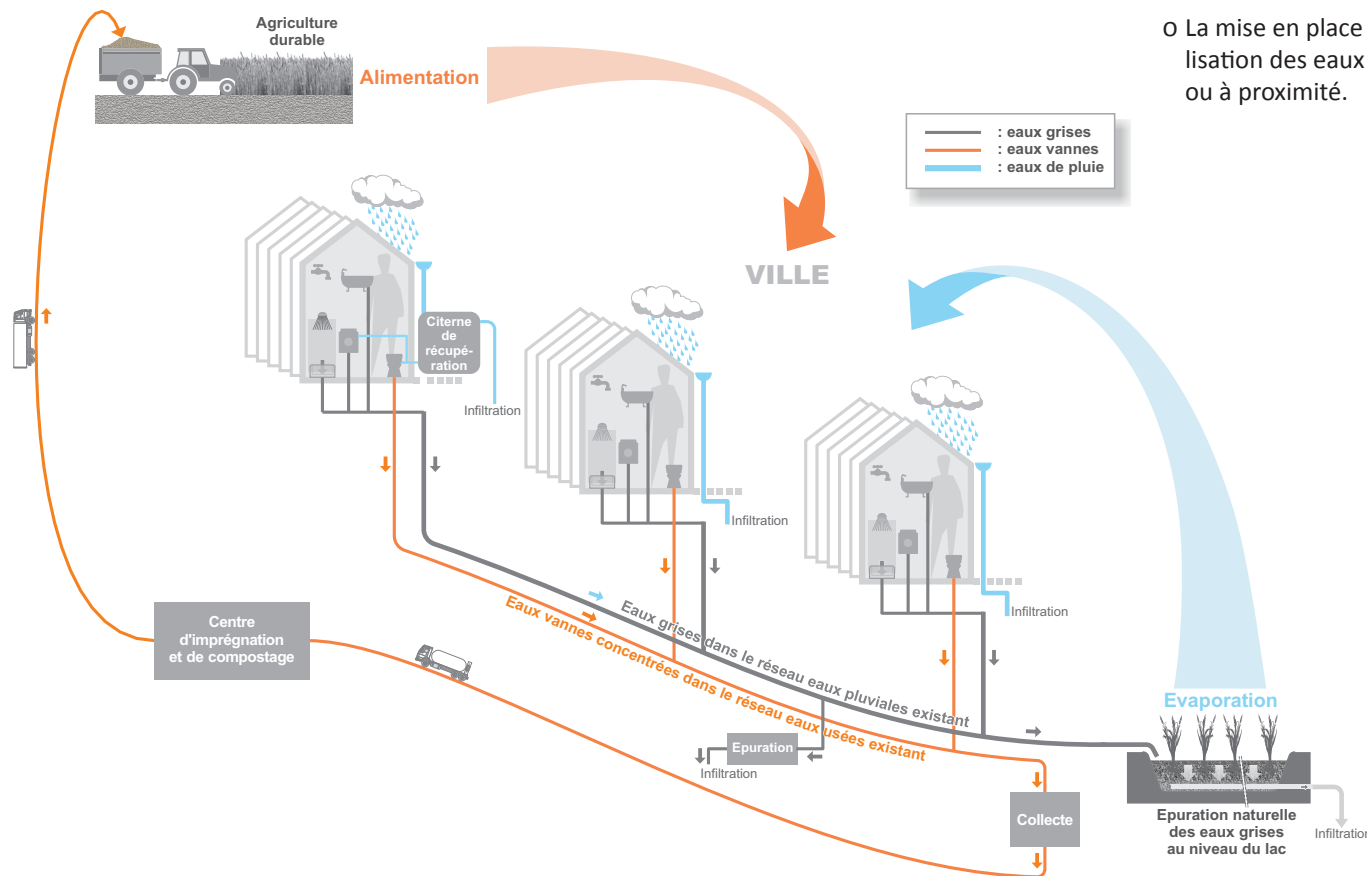 Agriculture
durable
Alimentation
o La mise en place
lisation des eaux
ou à proximité.
: eaux grises
: eaux vannes
: eaux de pluie
VILLE
Citerne
de
récupé-
ration
Infiltration
Infiltration
Infiltration
Centre
d'imprégnation
et de compostage
Eaux grises dans le réseau eaux pluviales existant
Eaux vannes concentrées dans le réseau eaux usées existant
Epuration
Infiltration
Collecte
Evaporation
Epuration naturelle
des eaux grises
au niveau du lac
Infiltration